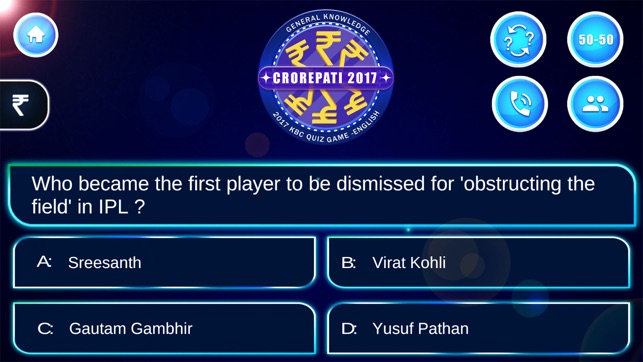 GENERAL KNOWLEDGE
CROREPATI 2017
2017 KBC QUIZ GAME -ENGLISH
50-50
? ?
₹
Who became the first player to be dismissed for 'obstructing the
field' in IPL ?
A: Sreesanth
B: Virat Kohli
C: Gautam Gambhir
D: Yusuf Pathan